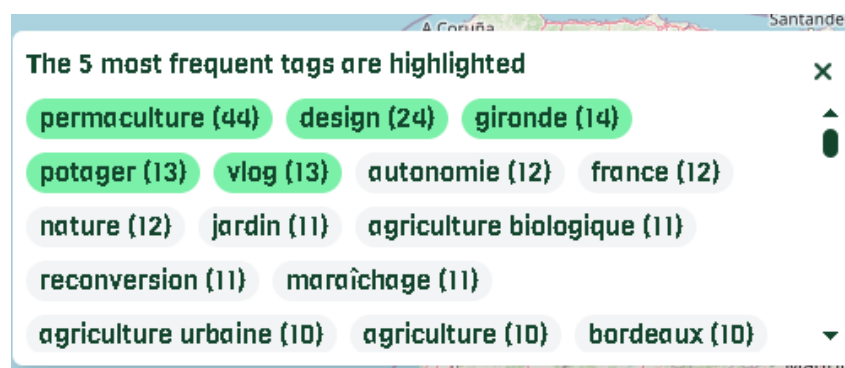 A Coruña
Santande
The 5 most frequent tags are highlighted
permaculture (44) design (24) gironde (14)
potager (13) vlog (13) autonomie (12) france (12)
nature (12) jardin (11) agriculture biologique (11)
reconversion (11) maraîchage (11)
agriculture urbaine (10) agriculture (10) bordeaux (10)